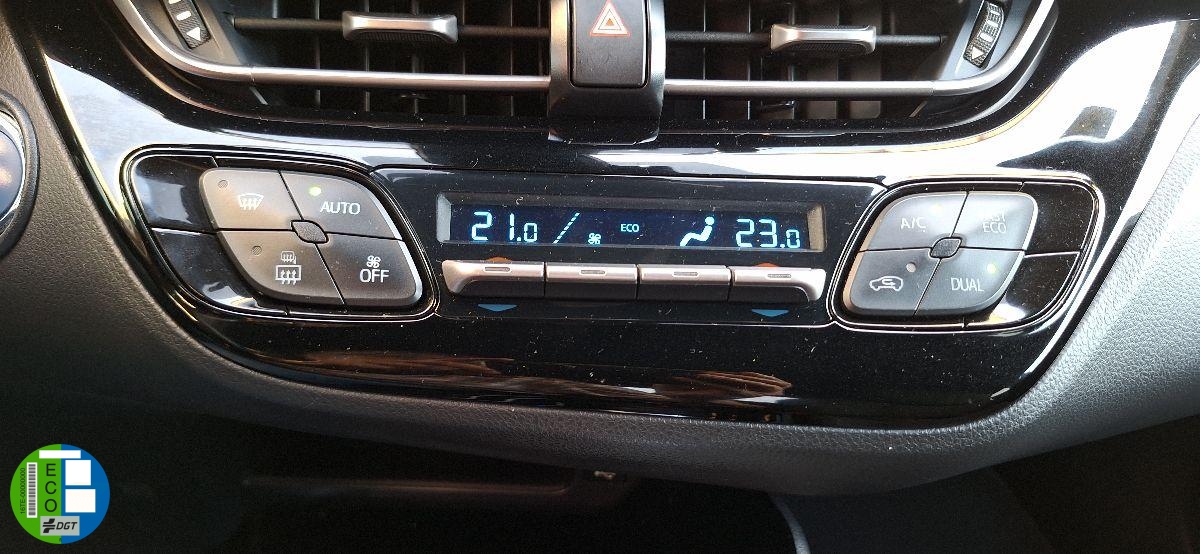 AUTO
OFF
21.0
ECO
23.0
A/C
ECO
DUAL
ECO
DGT